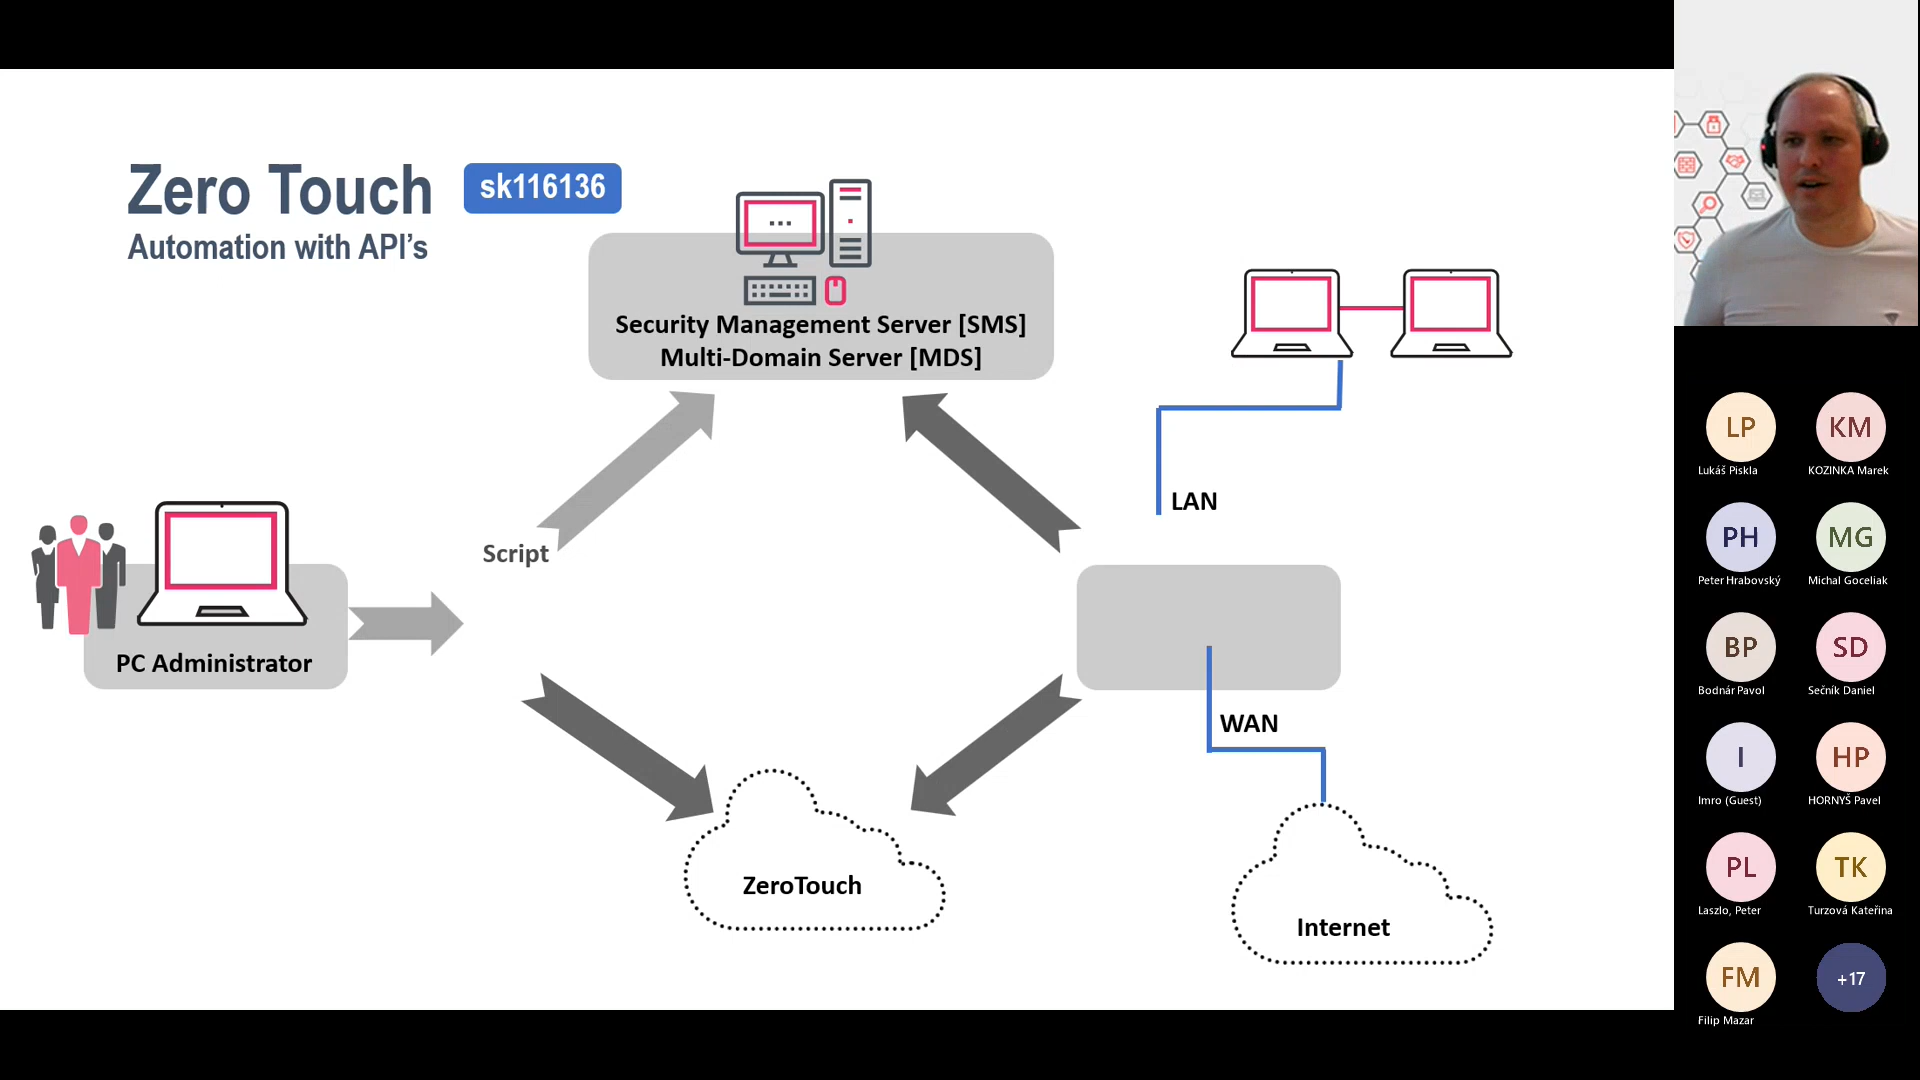 Zero Touch
sk116136
Automation with API's
...
Security Management Server [SMS]
Multi-Domain Server [MDS]
LAN
Script
PC Administrator
WAN
ZeroTouch
Internet
LP
KM
Lukáš Piskla
KOZINKA Marek
PH
MG
Peter Hrabovský
Michal Goceliak
BP
SD
Bodnár Pavol
Sečník Daniel
I
HP
Imro (Guest)
HORNYŠ Pavel
PL
TK
Laszlo, Peter
Turzová Kateřina
FM
+17
Filip Mazar